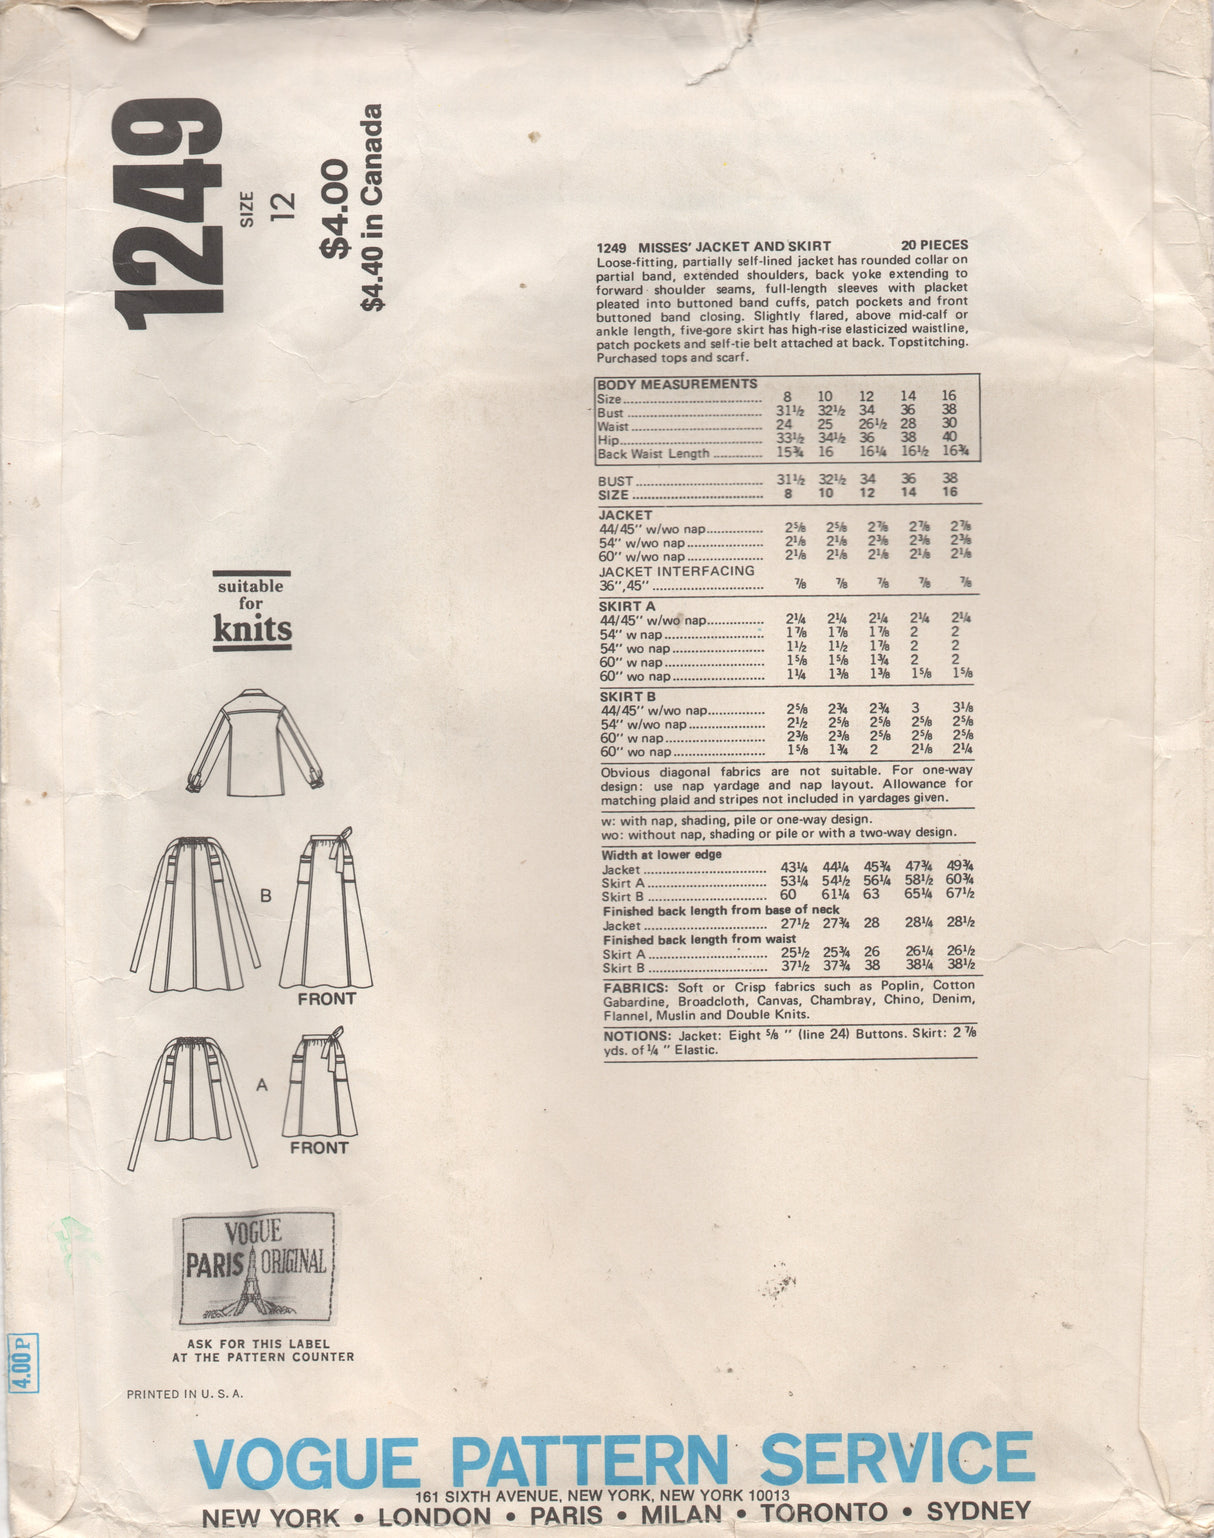 1249
SIZE
12
$4.00
$4.40 in Canada
1249 MISSES' JACKET AND SKIRT 20 PIECES
Loose-fitting, partially self-lined jacket has rounded collar on
partial band, extended shoulders, back yoke extending to
forward shoulder seams, full-length sleeves with placket
pleated into buttoned band cuffs, patch pockets and front
buttoned band closing. Slightly flared, above mid-calf or
ankle length, five-gore skirt has high-rise elasticized waistline,
patch pockets and self-tie belt attached at back. Topstitching.
Purchased tops and scarf.
BODY MEASUREMENTS
Size 8 10 12 14 16
Bust 31½ 32½ 34 36 38
Waist 24 25 26½ 28 30
Hip 33½ 34½ 36 38 40
Back Waist Length 15¾ 16 16¼ 16½ 16¾
BUST 31½ 32½ 34 36 38
SIZE 8 10 12 14 16
JACKET
44/45" w/wo nap 2⅝ 2⅝ 2⅞ 2⅞ 2⅞
54" w/wo nap 2⅛ 2⅛ 2⅜ 2⅜ 2⅜
60" w/wo nap 2⅛ 2⅛ 2⅛ 2⅛ 2⅛
JACKET INTERFACING
36",45" ⅞ ⅞ ⅞ ⅞ ⅞
SKIRT A
44/45" w/wo nap 2¼ 2¼ 2¼ 2¼ 2¼
54" w nap 1⅞ 1⅞ 1⅞ 2 2
54" wo nap 1½ 1½ 1⅞ 2 2
60" w nap 1⅝ 1⅝ 1¾ 2 2
60" wo nap 1¼ 1⅜ 1⅜ 1⅝ 1⅝
SKIRT B
44/45" w/wo nap 2⅝ 2¾ 2¾ 3 3⅛
54" w/wo nap 2½ 2⅝ 2⅝ 2⅝ 2⅝
60" w nap 2⅜ 2⅜ 2⅝ 2⅝ 2⅝
60" wo nap 1⅝ 1¾ 2 2⅛ 2¼
Obvious diagonal fabrics are not suitable. For one-way
design: use nap yardage and nap layout. Allowance for
matching plaid and stripes not included in yardages given.
w: with nap, shading, pile or one-way design.
wo: without nap, shading or pile or with a two-way design.
Width at lower edge
Jacket 43¼ 44¼ 45¾ 47¾ 49¾
Skirt A 53¼ 54½ 56¼ 58½ 60¾
Skirt B 60 61¼ 63 65¼ 67½
Finished back length from base of neck
Jacket 27½ 27¾ 28 28¼ 28½
Finished back length from waist
Skirt A 25½ 25¾ 26 26¼ 26½
Skirt B 37½ 37¾ 38 38¼ 38½
FABRICS: Soft or Crisp fabrics such as Poplin, Cotton
Gabardine, Broadcloth, Canvas, Chambray, Chino, Denim,
Flannel, Muslin and Double Knits.
NOTIONS: Jacket: Eight ⅝ " (line 24) Buttons. Skirt: 2 ⅞
yds. of ¼ " Elastic.
suitable
for
knits
B
FRONT
A
FRONT
VOGUE
PARIS ORIGINAL
ASK FOR THIS LABEL
AT THE PATTERN COUNTER
4.00 P
PRINTED IN U. S. A.
VOGUE PATTERN SERVICE
161 SIXTH AVENUE, NEW YORK, NEW YORK 10013
NEW YORK • LONDON • PARIS • MILAN • TORONTO • SYDNEY